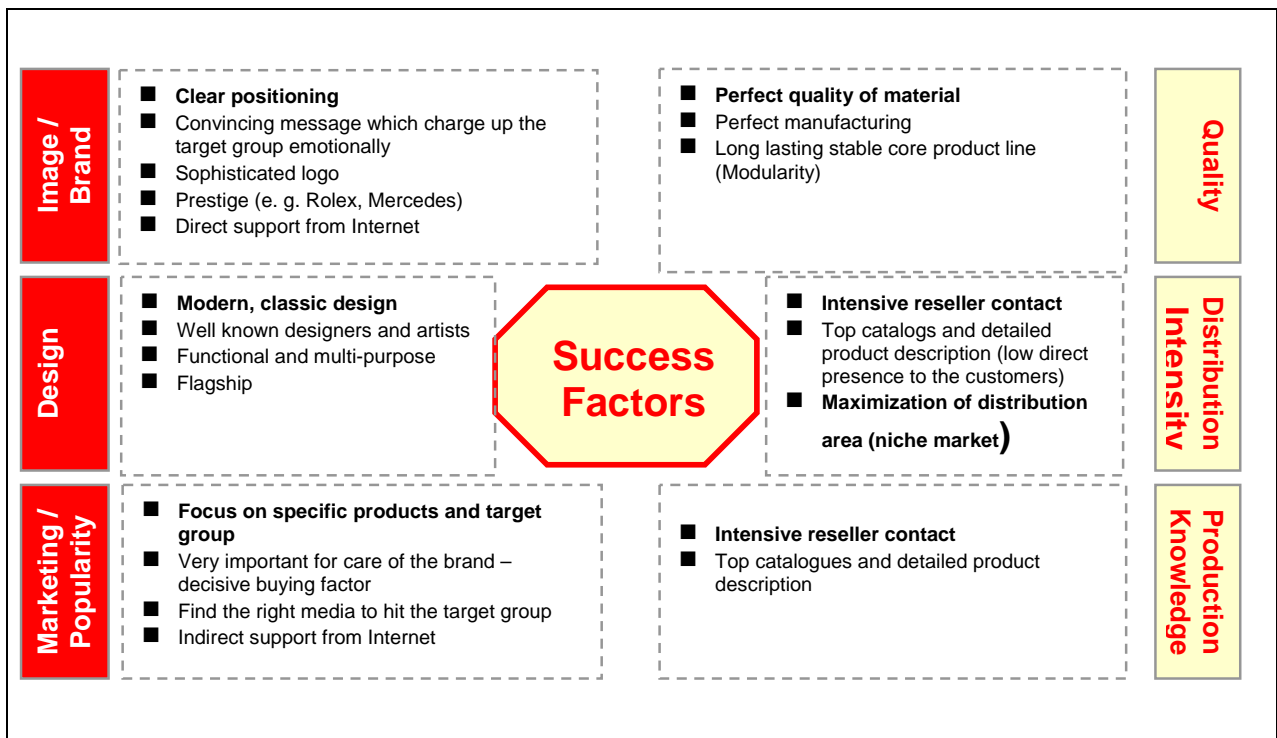 Image /
Brand
■ Clear positioning
■ Convincing message which charge up the
target group emotionally
■ Sophisticated logo
■ Prestige (e. g. Rolex, Mercedes)
■ Direct support from Internet
■ Perfect quality of material
■ Perfect manufacturing
■ Long lasting stable core product line
(Modularity)
Quality
Design
■ Modern, classic design
■ Well known designers and artists
■ Functional and multi-purpose
■ Flagship
Success
Factors
■ Intensive reseller contact
■ Top catalogs and detailed
product description (low direct
presence to the customers)
■ Maximization of distribution
area (niche market)
Distribution
Intensity
Marketing /
Popularity
■ Focus on specific products and target
group
■ Very important for care of the brand –
decisive buying factor
■ Find the right media to hit the target group
■ Indirect support from Internet
■ Intensive reseller contact
■ Top catalogues and detailed product
description
Production
Knowledge